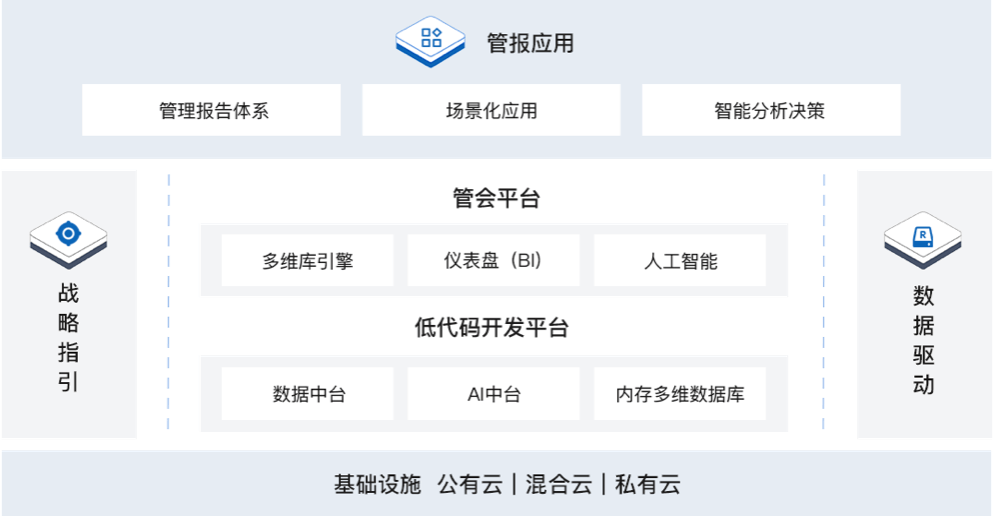 管报应用
管理报告体系
场景化应用
智能分析决策
战略指引
管会平台
多维库引擎
仪表盘（BI）
人工智能
低代码开发平台
数据中台
AI中台
内存多维数据库
R
数据驱动
基础设施 公有云｜混合云｜私有云